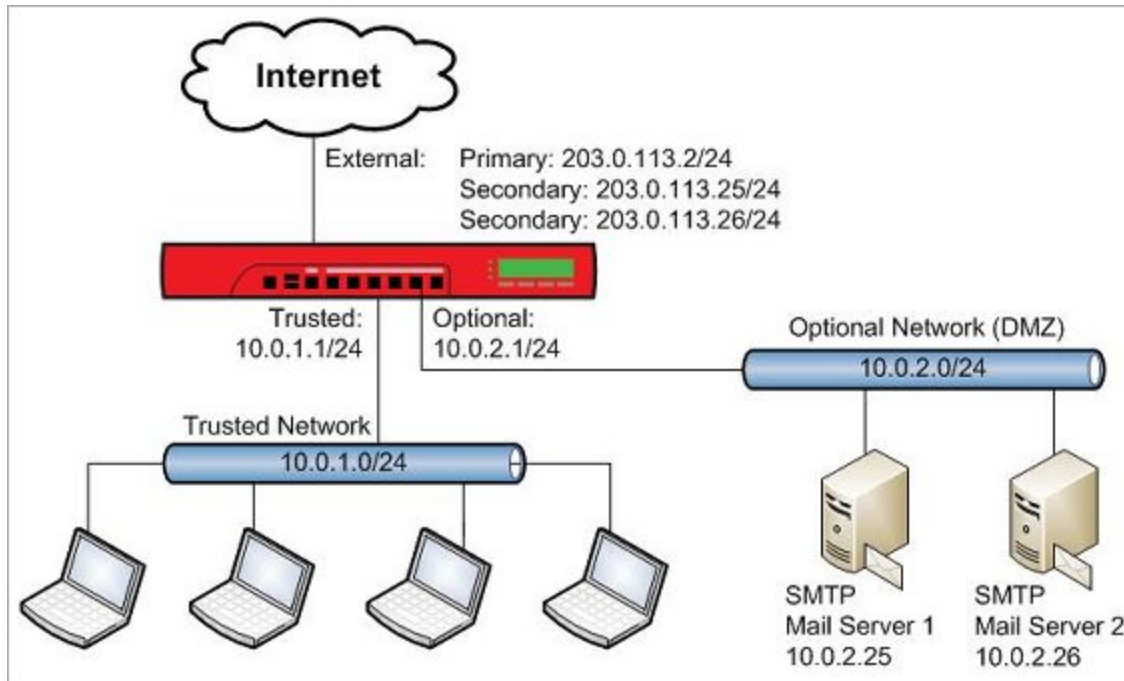 Internet
External: Primary: 203.0.113.2/24
Secondary: 203.0.113.25/24
Secondary: 203.0.113.26/24
Trusted:
10.0.1.1/24
Optional:
10.0.2.1/24
Optional Network (DMZ)
10.0.2.0/24
Trusted Network
10.0.1.0/24
SMTP
Mail Server 1
10.0.2.25
SMTP
Mail Server 2
10.0.2.26